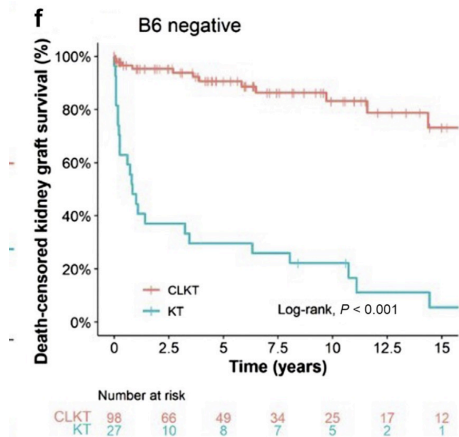 f
B6 negative
Death-censored kidney graft survival (%)
100%
80%
60%
40%
20%
0%
CLKT
KT
Log-rank, P < 0.001
0 2.5 5 7.5 10 12.5 15
Time (years)
Number at risk
CLKT 98 66 49 34 25 17 12
KT 27 10 8 7 5 2 1